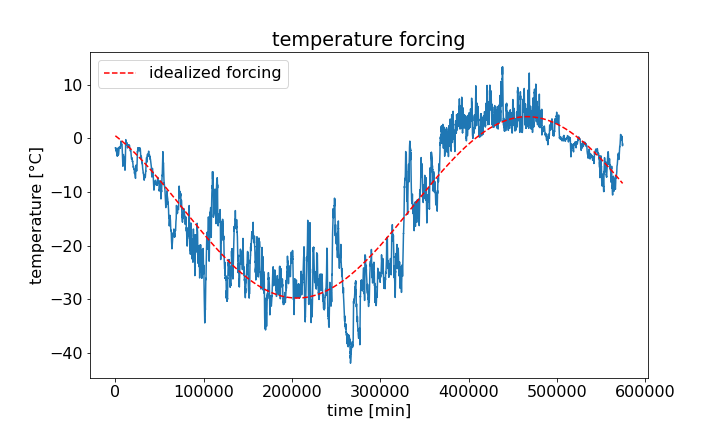 temperature forcing
idealized forcing
10
0
−10
−20
−30
−40
temperature [°C]
0 100000 200000 300000 400000 500000 600000
time [min]